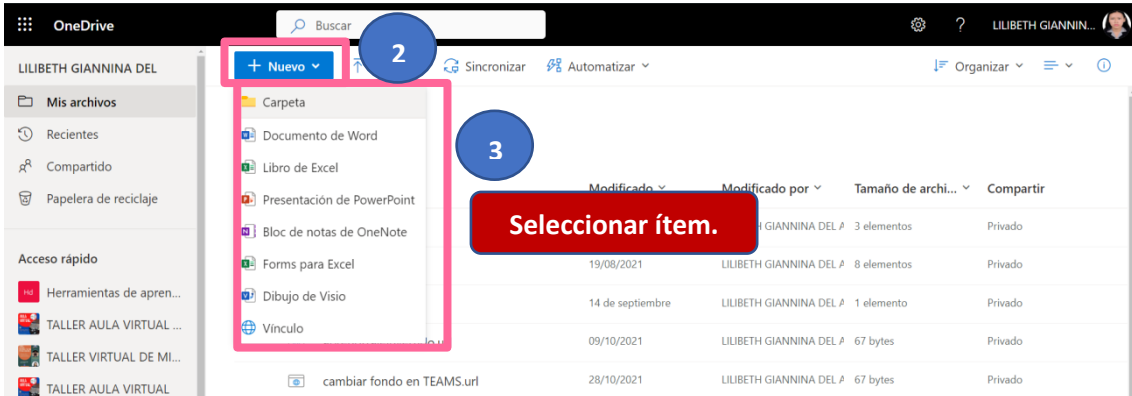 OneDrive
Buscar
?
LILIBETH GIANNIN...
LILIBETH GIANNINA DEL
Mis archivos
Recientes
Compartido
Papelera de reciclaje
Acceso rápido
Hd Herramientas de apren...
TALLER AULA VIRTUAL ...
TALLER VIRTUAL DE MI...
TALLER AULA VIRTUAL
+ Nuevo
2
Sincronizar
Automatizar
Organizar
Carpeta
Documento de Word
Libro de Excel
Presentación de PowerPoint
Bloc de notas de OneNote
Forms para Excel
Dibujo de Visio
Vínculo
3
Seleccionar ítem.
Modificado Modificado por Tamaño de archi... Compartir
LILIBETH GIANNINA DEL A 3 elementos Privado
19/08/2021 LILIBETH GIANNINA DEL A 8 elementos Privado
14 de septiembre LILIBETH GIANNINA DEL A 1 elemento Privado
09/10/2021 LILIBETH GIANNINA DEL A 67 bytes Privado
cambiar fondo en TEAMS.url 28/10/2021 LILIBETH GIANNINA DEL A 67 bytes Privado